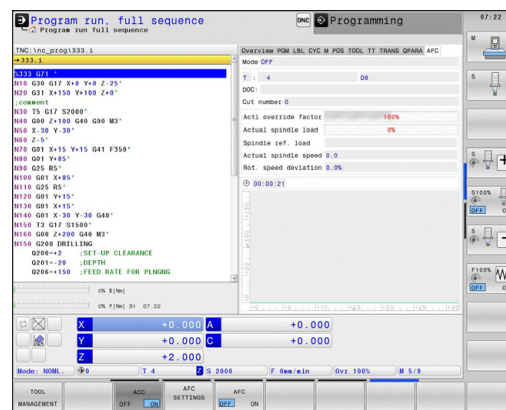 Program run, full sequence
DNC
Programming
07:22
Program run full sequence
TNC:\nc_prog\333.i
→333.i
%333 G71 *
N10 G30 G17 X+0 Y+0 Z-25*
N20 G31 X+150 Y+100 Z+0*
;comment
N30 T5 G17 S2000*
N40 G00 Z+100 G40 G90 M3*
N50 X-30 Y-30*
N60 Z-5*
N70 G01 X+15 Y+15 G41 F350*
N80 G01 Y+85*
N90 G25 R5*
N100 G01 X+85*
N110 G25 R5*
N120 G01 Y+15*
N130 G01 X+15*
N140 G01 X-30 Y-30 G40*
N150 T3 G17 S1500*
N160 G00 Z+200 G40 M3*
N150 G200 DRILLING
Q200=+2 ;SET-UP CLEARANCE
Q201=-20 ;DEPTH
Q206=+150 ;FEED RATE FOR PLNGNG
0% X[Nm]
0% Y[Nm] S1 07:22
Overview PGM LBL CYC M POS TOOL TT TRANS QPARA AFC
Mode OFF
T : 4 D8
DOC:
Cut number 0
Actl override factor 100%
Actual spindle load 0%
Spindle ref. load
Actual spindle speed 0.0
Rot. speed deviation 0.0%
00:00:21
X +0.000 A +0.000
Y +0.000 C +0.000
Z +2.000
Mode: NOML. 0 T 4 Z S 2000 F 0mm/min Ovr 100% M 5/9
TOOL MANAGEMENT
ACC
OFF ON
AFC SETTINGS
AFC
OFF ON
M
S
S
S100%
OFF
S
F100%
OFF